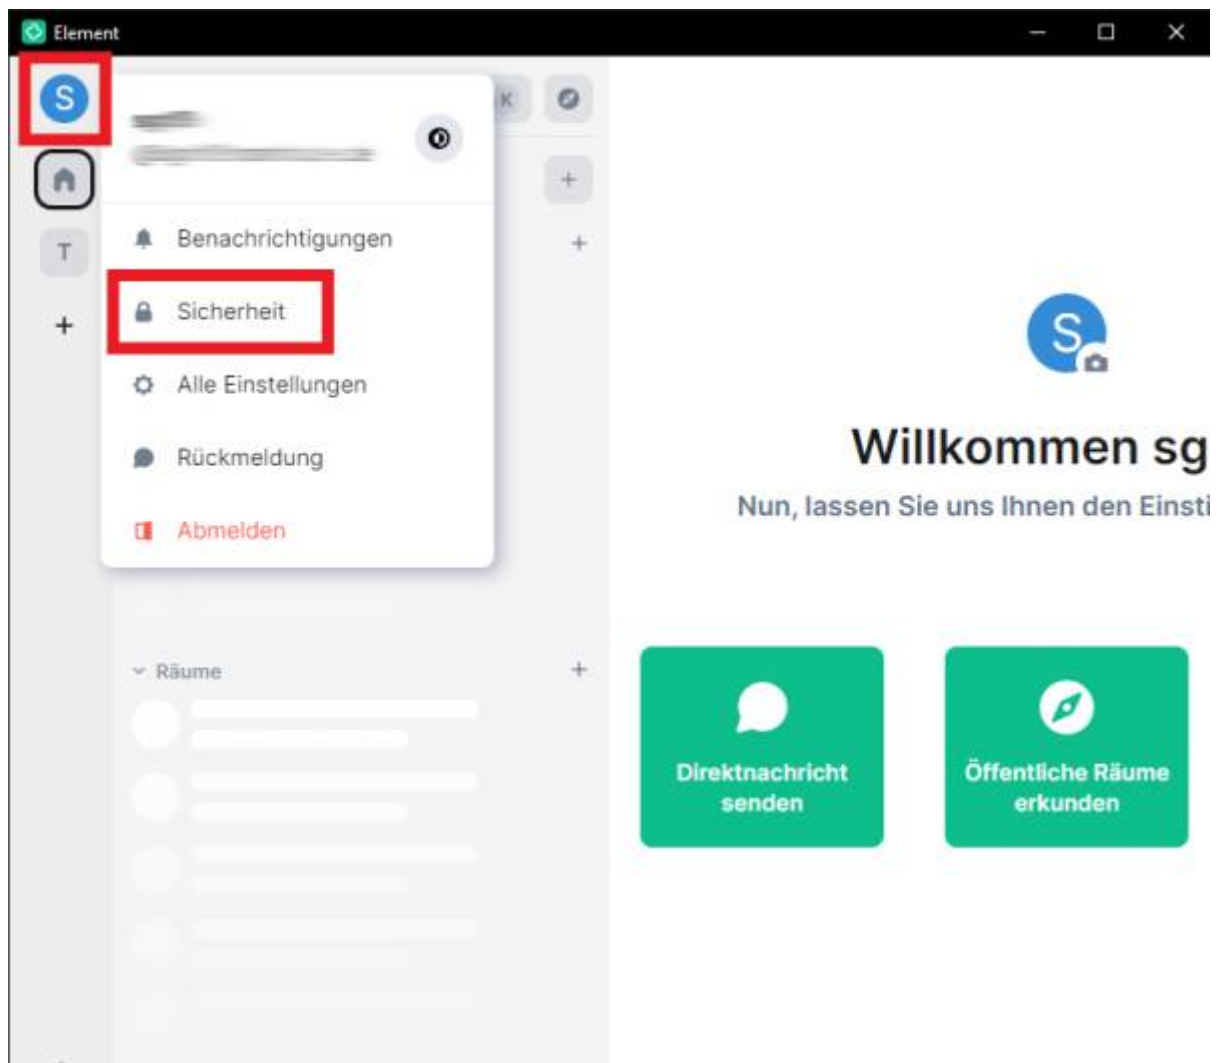 Element
S
K
T
Benachrichtigungen
Sicherheit
Alle Einstellungen
Rückmeldung
Abmelden
Räume
S
Willkommen sg
Nun, lassen Sie uns Ihnen den Einsti
Direktnachricht
senden
Öffentliche Räume
erkunden